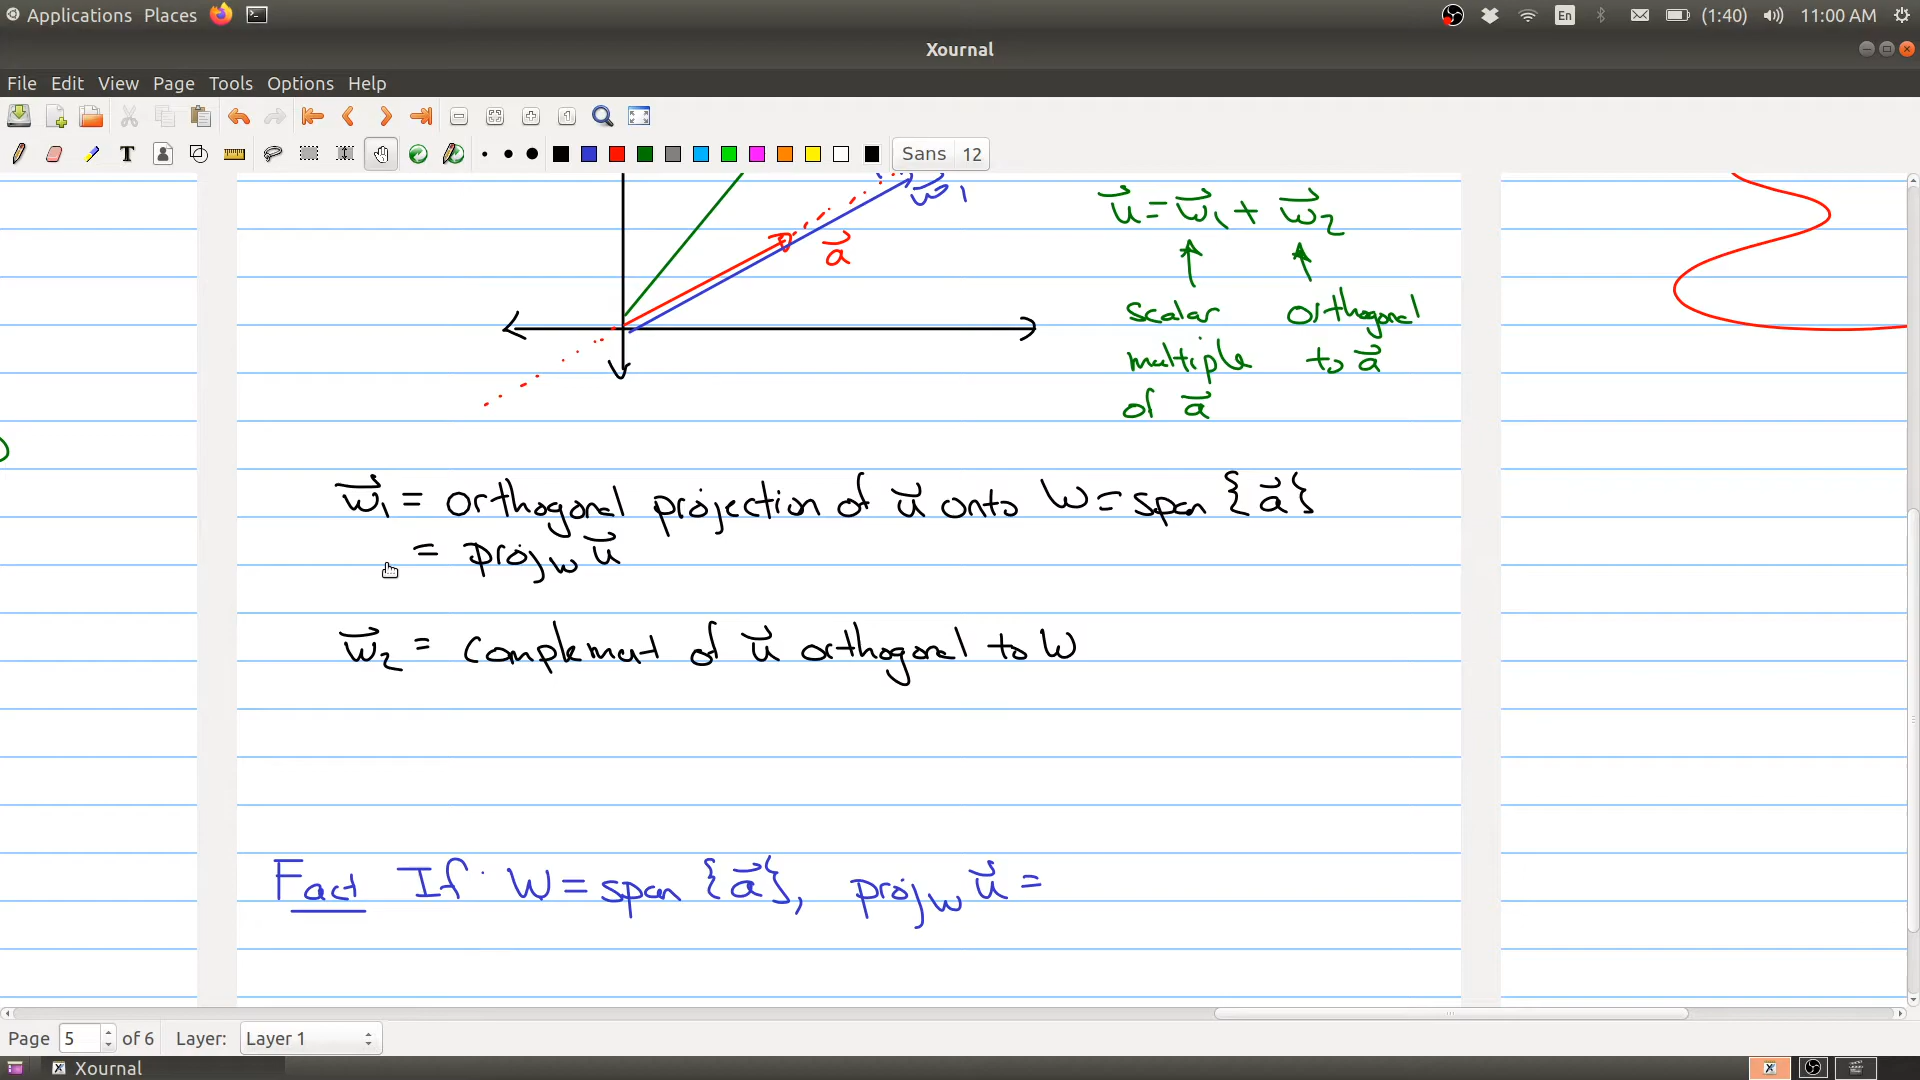 Applications Places En (1:40) 11:00 AM
Xournal
File Edit View Page Tools Options Help
Sans 12
w⃗1
a⃗
u⃗ = w⃗1 + w⃗2
scalar orthogonal
multiple to a⃗
of a⃗
w⃗1 = orthogonal projection of u⃗ onto W = span {a⃗}
= projW u⃗
w⃗2 = complement of u⃗ orthogonal to W
Fact If W = span {a⃗}, projW u⃗ =
Page 5 of 6 Layer: Layer 1
Xournal